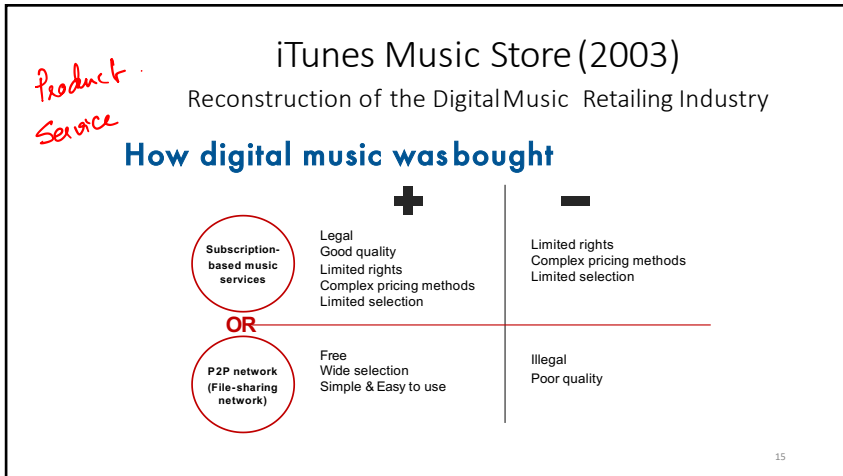 iTunes Music Store (2003)
Product.
Service
Reconstruction of the Digital Music Retailing Industry
How digital music was bought
+
−
Subscription-
based music
services
Legal
Good quality
Limited rights
Complex pricing methods
Limited selection
Limited rights
Complex pricing methods
Limited selection
OR
P2P network
(File-sharing
network)
Free
Wide selection
Simple & Easy to use
Illegal
Poor quality
15